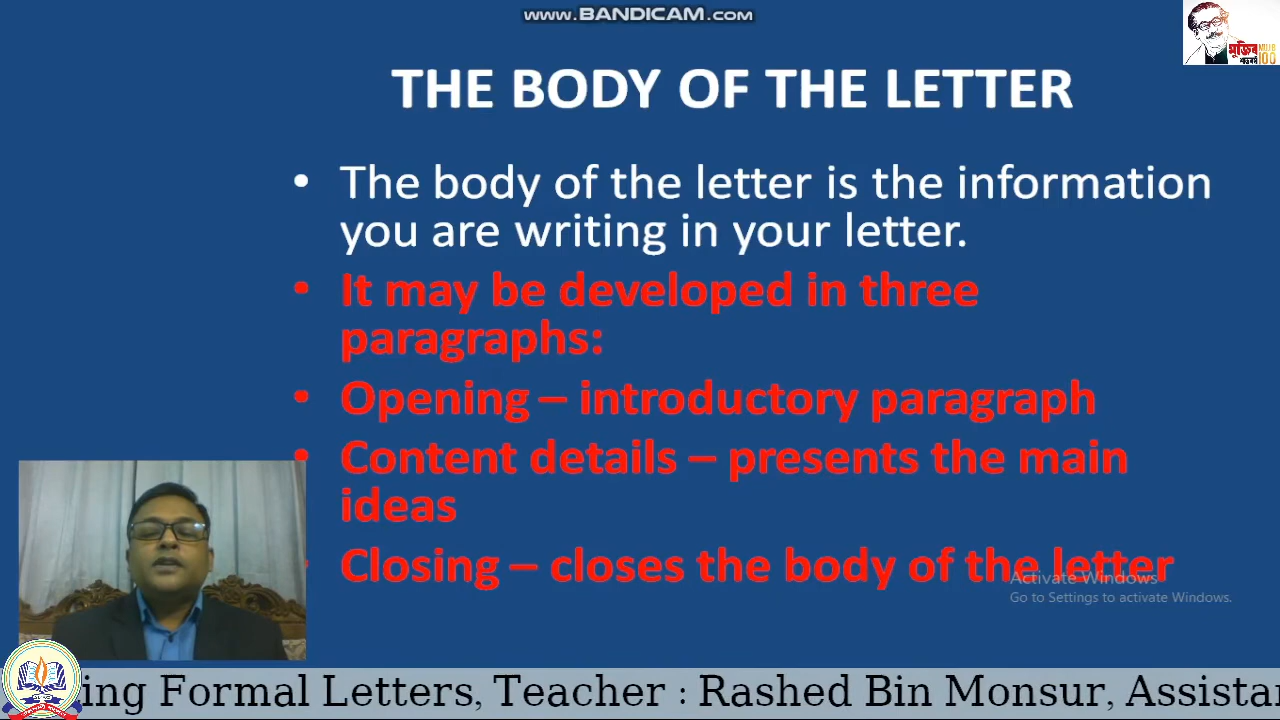 www.BANDICAM.com
মুজিব
শতবর্ষ
100
THE BODY OF THE LETTER
• The body of the letter is the information
you are writing in your letter.
• It may be developed in three
paragraphs:
• Opening – introductory paragraph
• Content details – presents the main
ideas
Closing – closes the body of the letter
Activate Windows
Go to Settings to activate Windows.
ing Formal Letters, Teacher : Rashed Bin Monsur, Assista